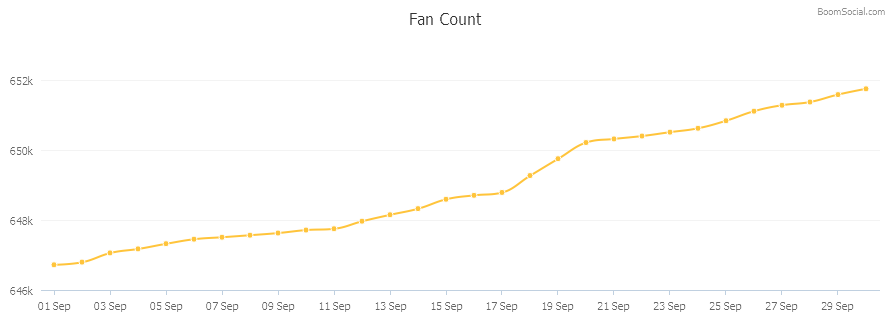 BoomSocial.com
Fan Count
652k
650k
648k
646k
01 Sep 03 Sep 05 Sep 07 Sep 09 Sep 11 Sep 13 Sep 15 Sep 17 Sep 19 Sep 21 Sep 23 Sep 25 Sep 27 Sep 29 Sep